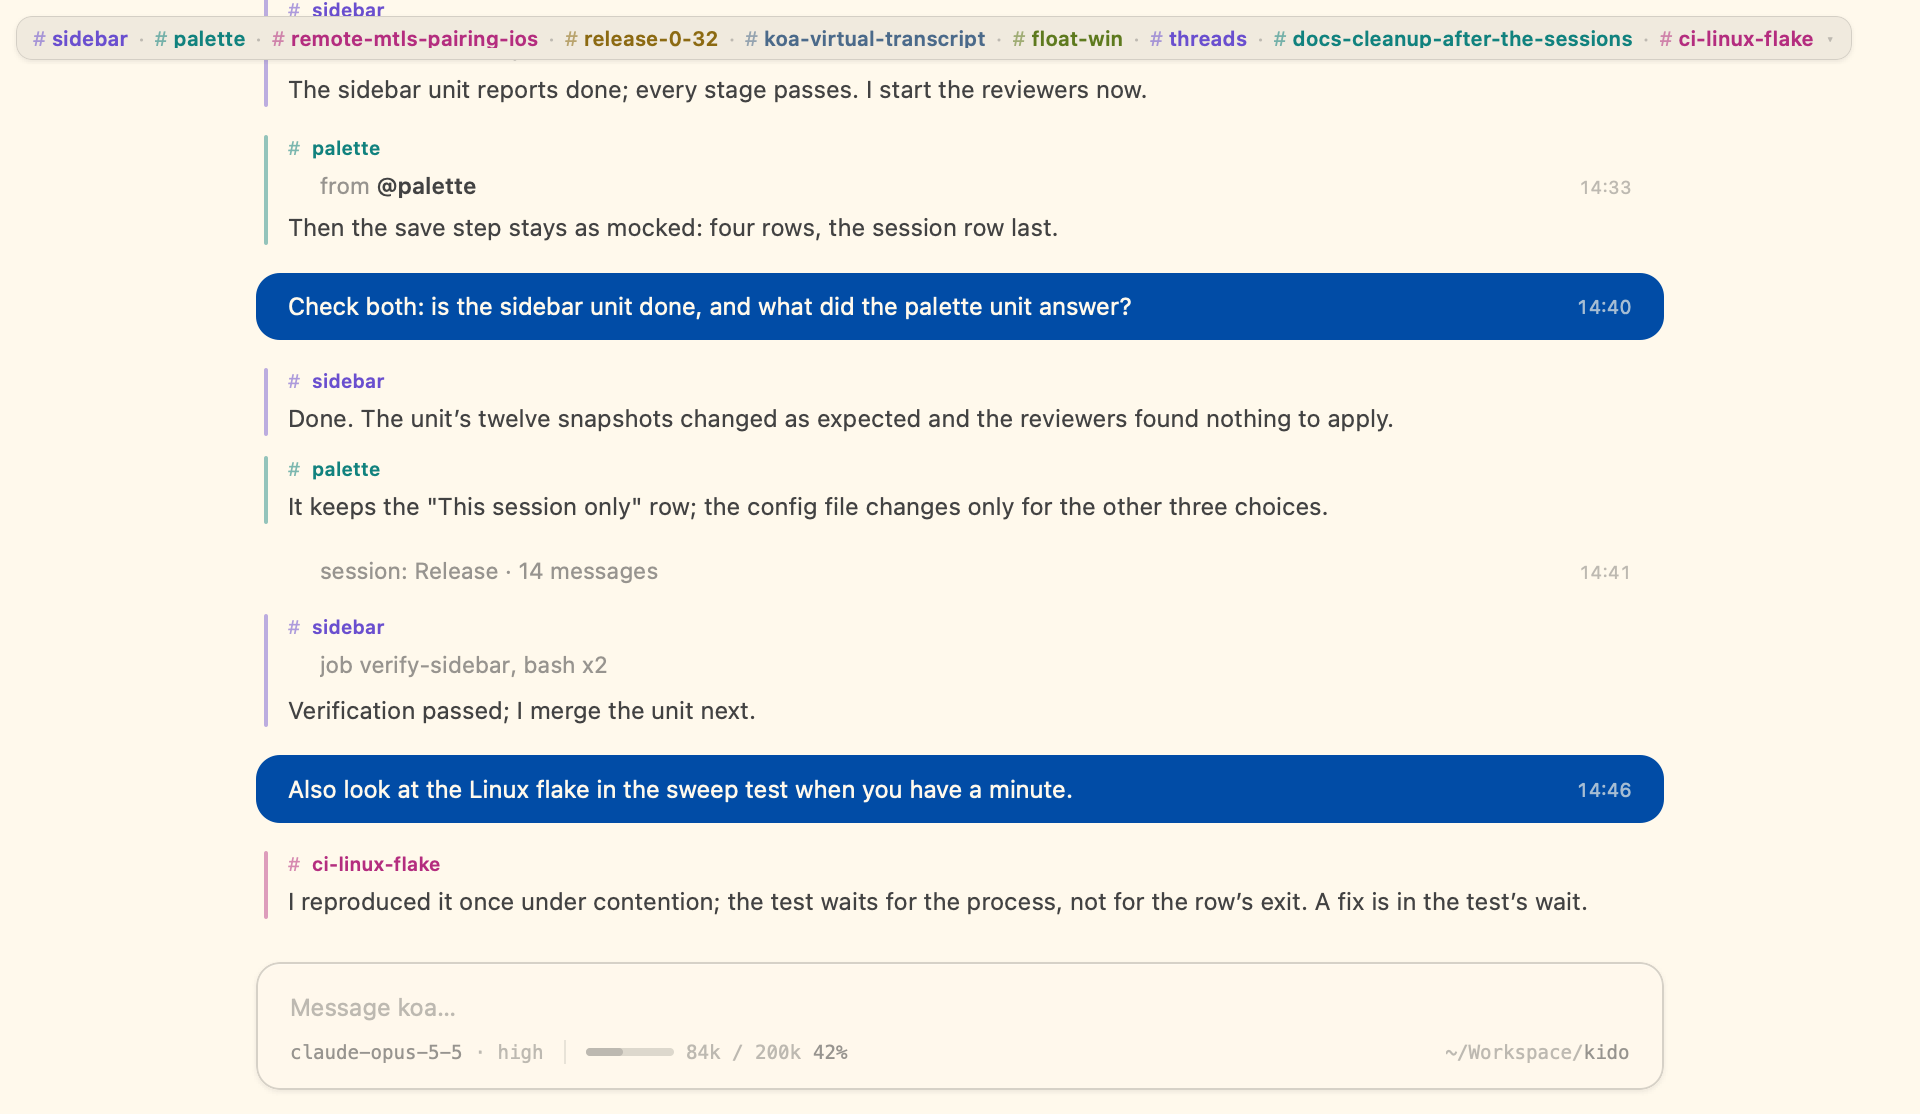 # sidebar
# sidebar · # palette · # remote-mtls-pairing-ios · # release-0-32 · # koa-virtual-transcript · # float-win · # threads · # docs-cleanup-after-the-sessions · # ci-linux-flake ▾
The sidebar unit reports done; every stage passes. I start the reviewers now.
# palette
from @palette 14:33
Then the save step stays as mocked: four rows, the session row last.
Check both: is the sidebar unit done, and what did the palette unit answer? 14:40
# sidebar
Done. The unit’s twelve snapshots changed as expected and the reviewers found nothing to apply.
# palette
It keeps the "This session only" row; the config file changes only for the other three choices.
session: Release · 14 messages 14:41
# sidebar
job verify-sidebar, bash x2
Verification passed; I merge the unit next.
Also look at the Linux flake in the sweep test when you have a minute. 14:46
# ci-linux-flake
I reproduced it once under contention; the test waits for the process, not for the row’s exit. A fix is in the test’s wait.
Message koa…
claude-opus-5-5 · high 84k / 200k 42% ~/Workspace/kido